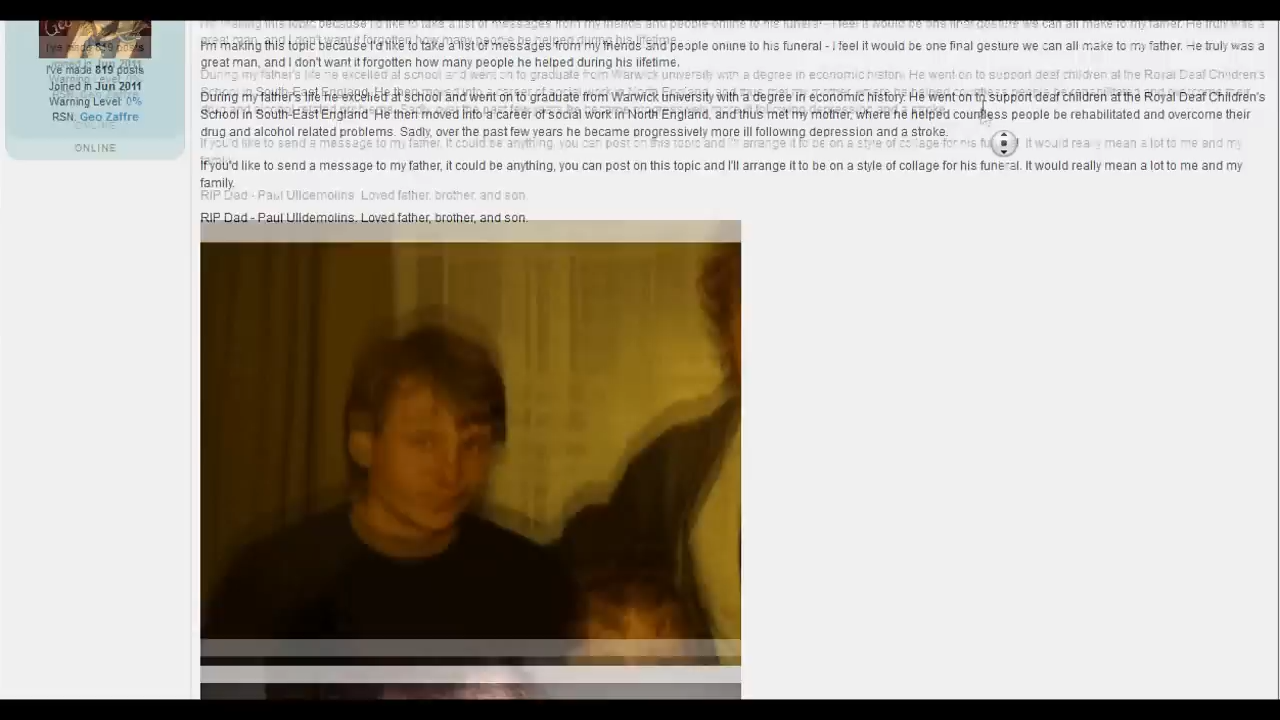 I've made 819 posts
Joined in Jun 2011
Warning Level: 0%
RSN: Geo Zaffre
ONLINE
I'm making this topic because I'd like to take a list of messages from my friends and people online to his funeral - I feel it would be one final gesture we can all make to my father. He truly was a
great man, and I don't want it forgotten how many people he helped during his lifetime.
During my father's life he excelled at school and went on to graduate from Warwick university with a degree in economic history. He went on to support deaf children at the Royal Deaf Children's
School in South-East England. He then moved into a career of social work in North England, and thus met my mother, where he helped countless people be rehabilitated and overcome their
drug and alcohol related problems. Sadly, over the past few years he became progressively more ill following depression and a stroke.
If you'd like to send a message to my father, it could be anything, you can post on this topic and I'll arrange it to be on a style of collage for his funeral. It would really mean a lot to me and my
family.
RIP Dad - Paul Ulldemolins. Loved father, brother, and son.